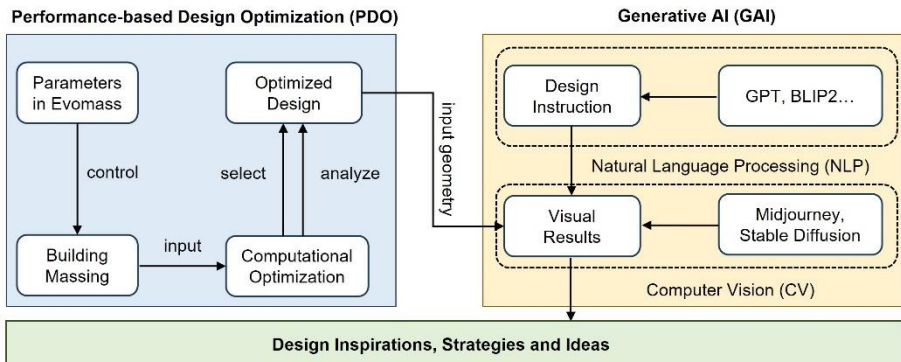 Performance-based Design Optimization (PDO)
Generative AI (GAI)
Parameters
in Evomass
Optimized
Design
control
select
analyze
Building
Massing
input
Computational
Optimization
input geometry
Design
Instruction
GPT, BLIP2...
Natural Language Processing (NLP)
Visual
Results
Midjourney,
Stable Diffusion
Computer Vision (CV)
Design Inspirations, Strategies and Ideas